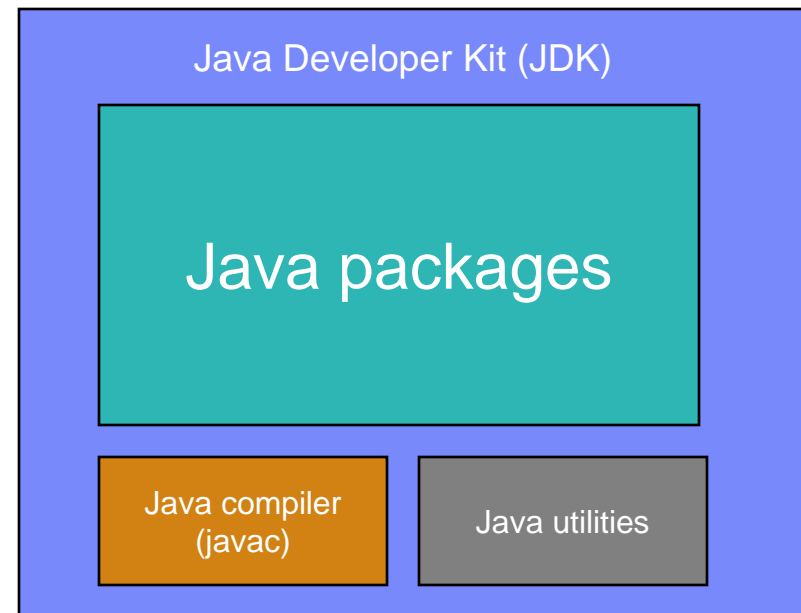 Java Developer Kit (JDK)
Java packages
Java compiler
(javac)
Java utilities